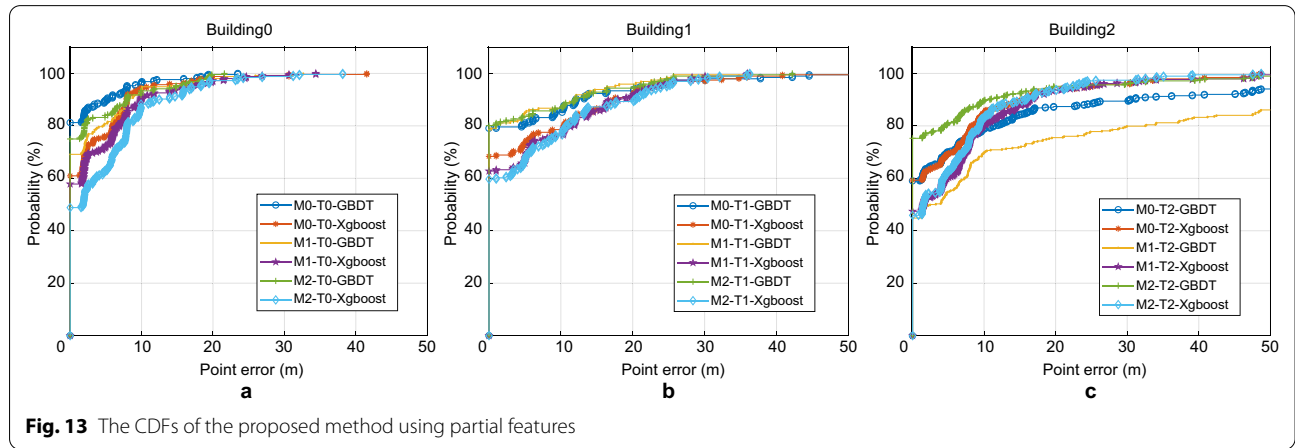 Building0
100
80
60
40
20
0
Probability (%)
10
20
30
40
50
Point error (m)
M0-T0-GBDT
M0-T0-Xgboost
M1-T0-GBDT
M1-T0-Xgboost
M2-T0-GBDT
M2-T0-Xgboost
a
Building1
100
80
60
40
20
0
Probability (%)
10
20
30
40
50
Point error (m)
M0-T1-GBDT
M0-T1-Xgboost
M1-T1-GBDT
M1-T1-Xgboost
M2-T1-GBDT
M2-T1-Xgboost
b
Building2
100
80
60
40
20
0
Probability (%)
10
20
30
40
50
Point error (m)
M0-T2-GBDT
M0-T2-Xgboost
M1-T2-GBDT
M1-T2-Xgboost
M2-T2-GBDT
M2-T2-Xgboost
c
Fig. 13 The CDFs of the proposed method using partial features